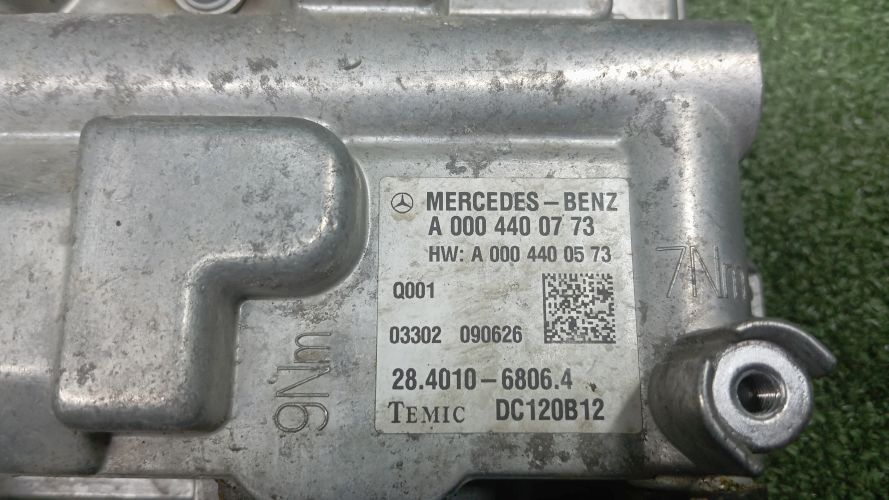 MERCEDES-BENZ
A 000 440 07 73
HW: A 000 440 05 73
Q001
03302 090626
28.4010-6806.4
TEMIC DC120B12
7Nm
9Nm